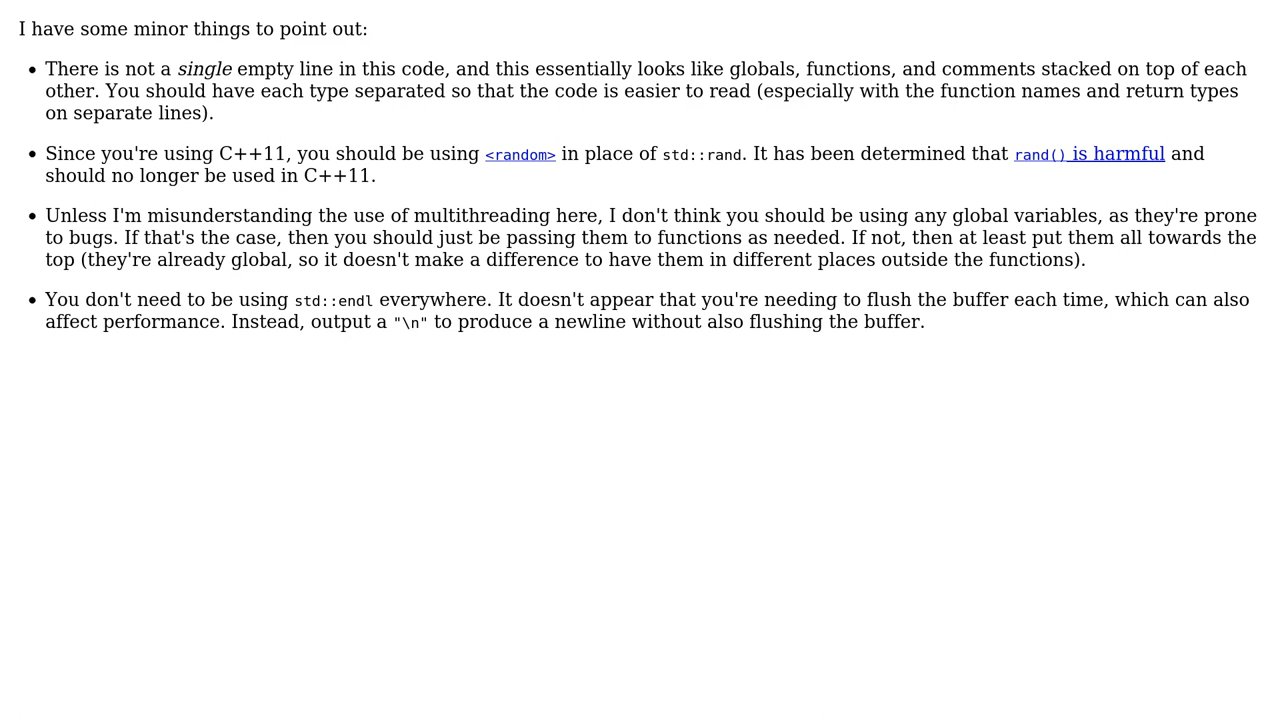 I have some minor things to point out:
• There is not a single empty line in this code, and this essentially looks like globals, functions, and comments stacked on top of each
other. You should have each type separated so that the code is easier to read (especially with the function names and return types
on separate lines).
• Since you're using C++11, you should be using <random> in place of std::rand. It has been determined that rand() is harmful and
should no longer be used in C++11.
• Unless I'm misunderstanding the use of multithreading here, I don't think you should be using any global variables, as they're prone
to bugs. If that's the case, then you should just be passing them to functions as needed. If not, then at least put them all towards the
top (they're already global, so it doesn't make a difference to have them in different places outside the functions).
• You don't need to be using std::endl everywhere. It doesn't appear that you're needing to flush the buffer each time, which can also
affect performance. Instead, output a "\n" to produce a newline without also flushing the buffer.